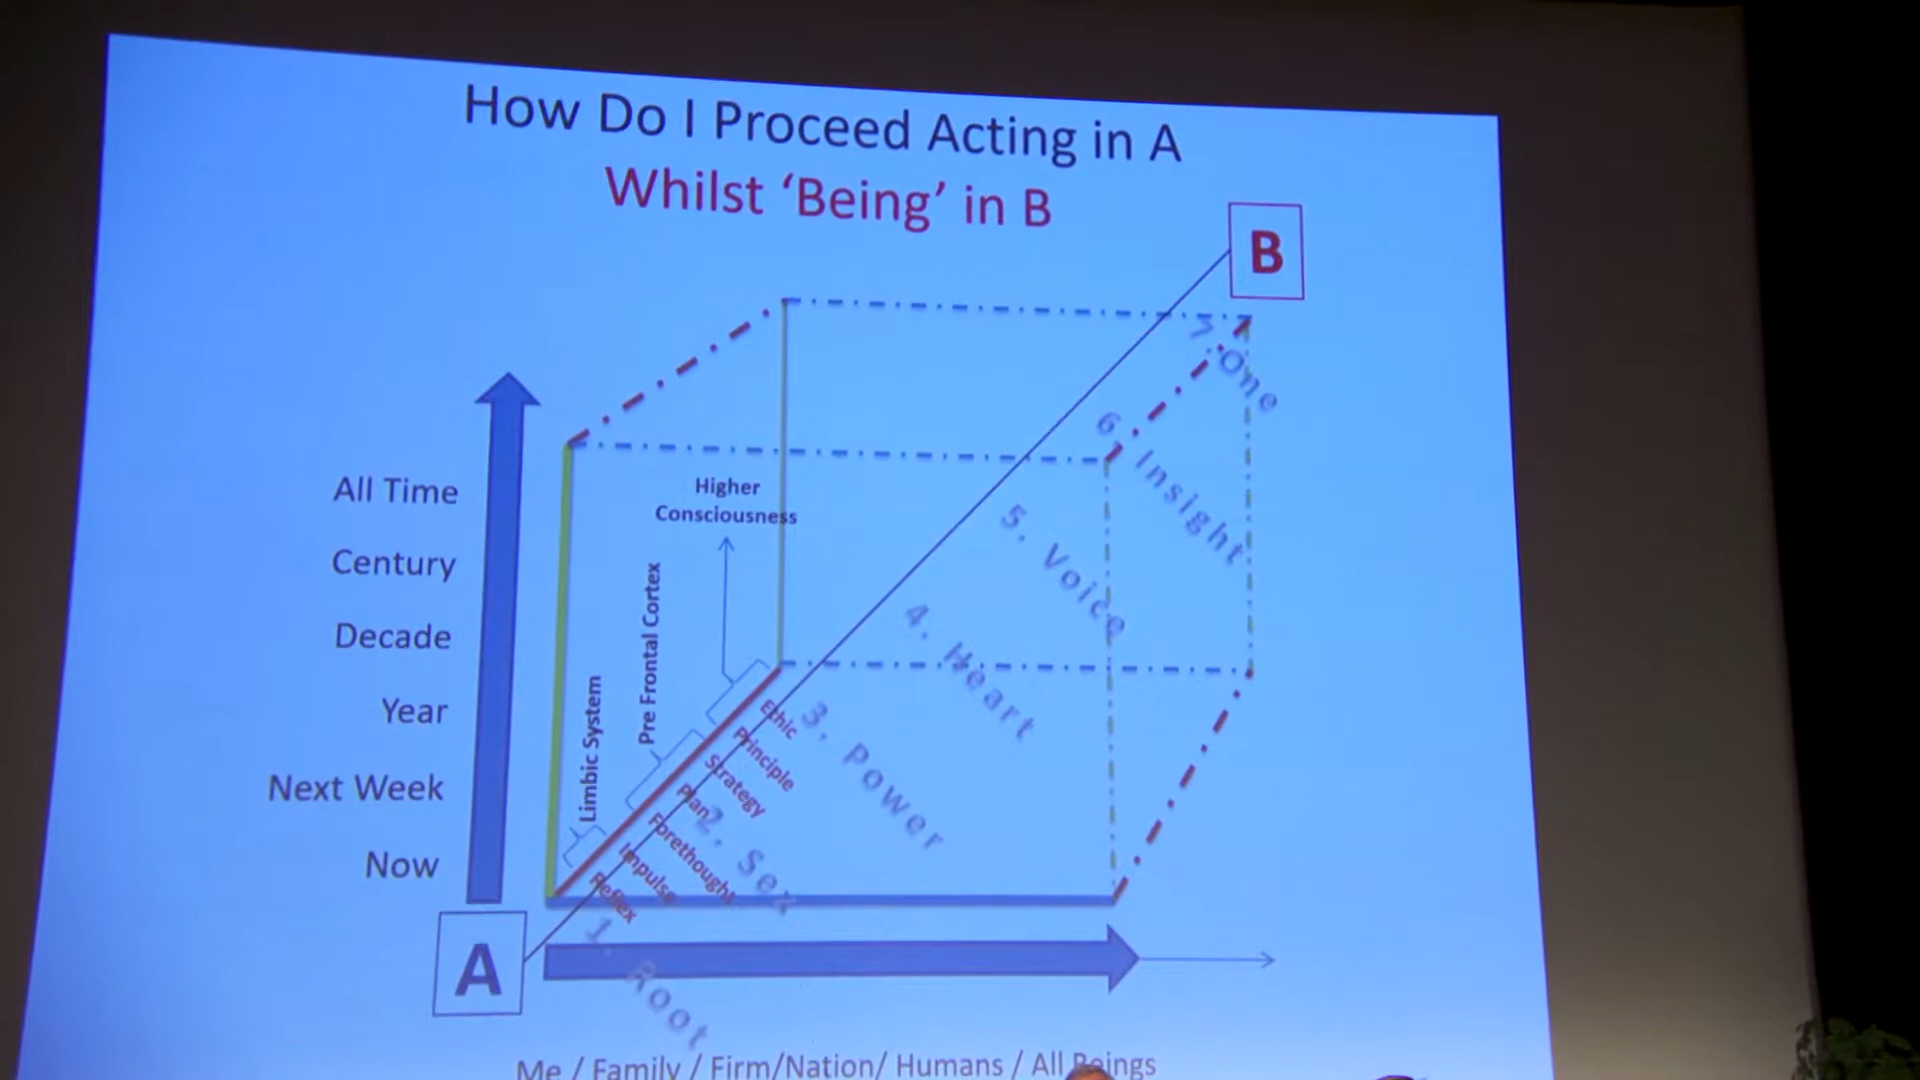 How Do I Proceed Acting in A
Whilst ‘Being’ in B
B
7. One
6. Insight
5. Voice
4. Heart
3. Power
2. Sex
1. Root
Higher
Consciousness
Pre Frontal Cortex
Limbic System
Ethic
Principle
Strategy
Plan
Forethought
Impulse
Reflex
All Time
Century
Decade
Year
Next Week
Now
A
Me / Family / Firm/Nation/ Humans / All Beings